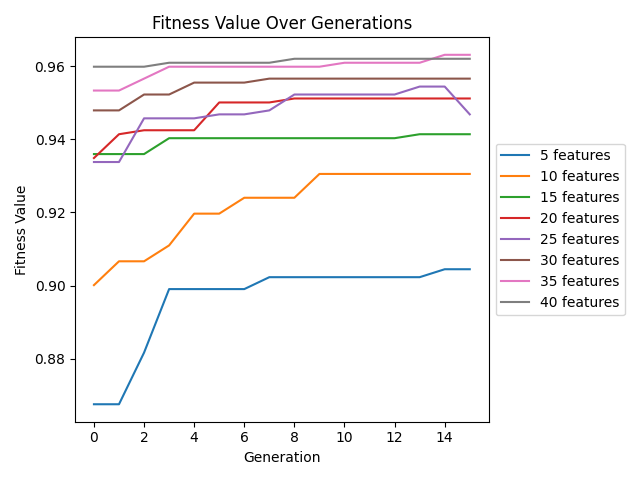 Fitness Value Over Generations
Fitness Value
0.96
0.94
0.92
0.90
0.88
0 2 4 6 8 10 12 14
Generation
5 features
10 features
15 features
20 features
25 features
30 features
35 features
40 features